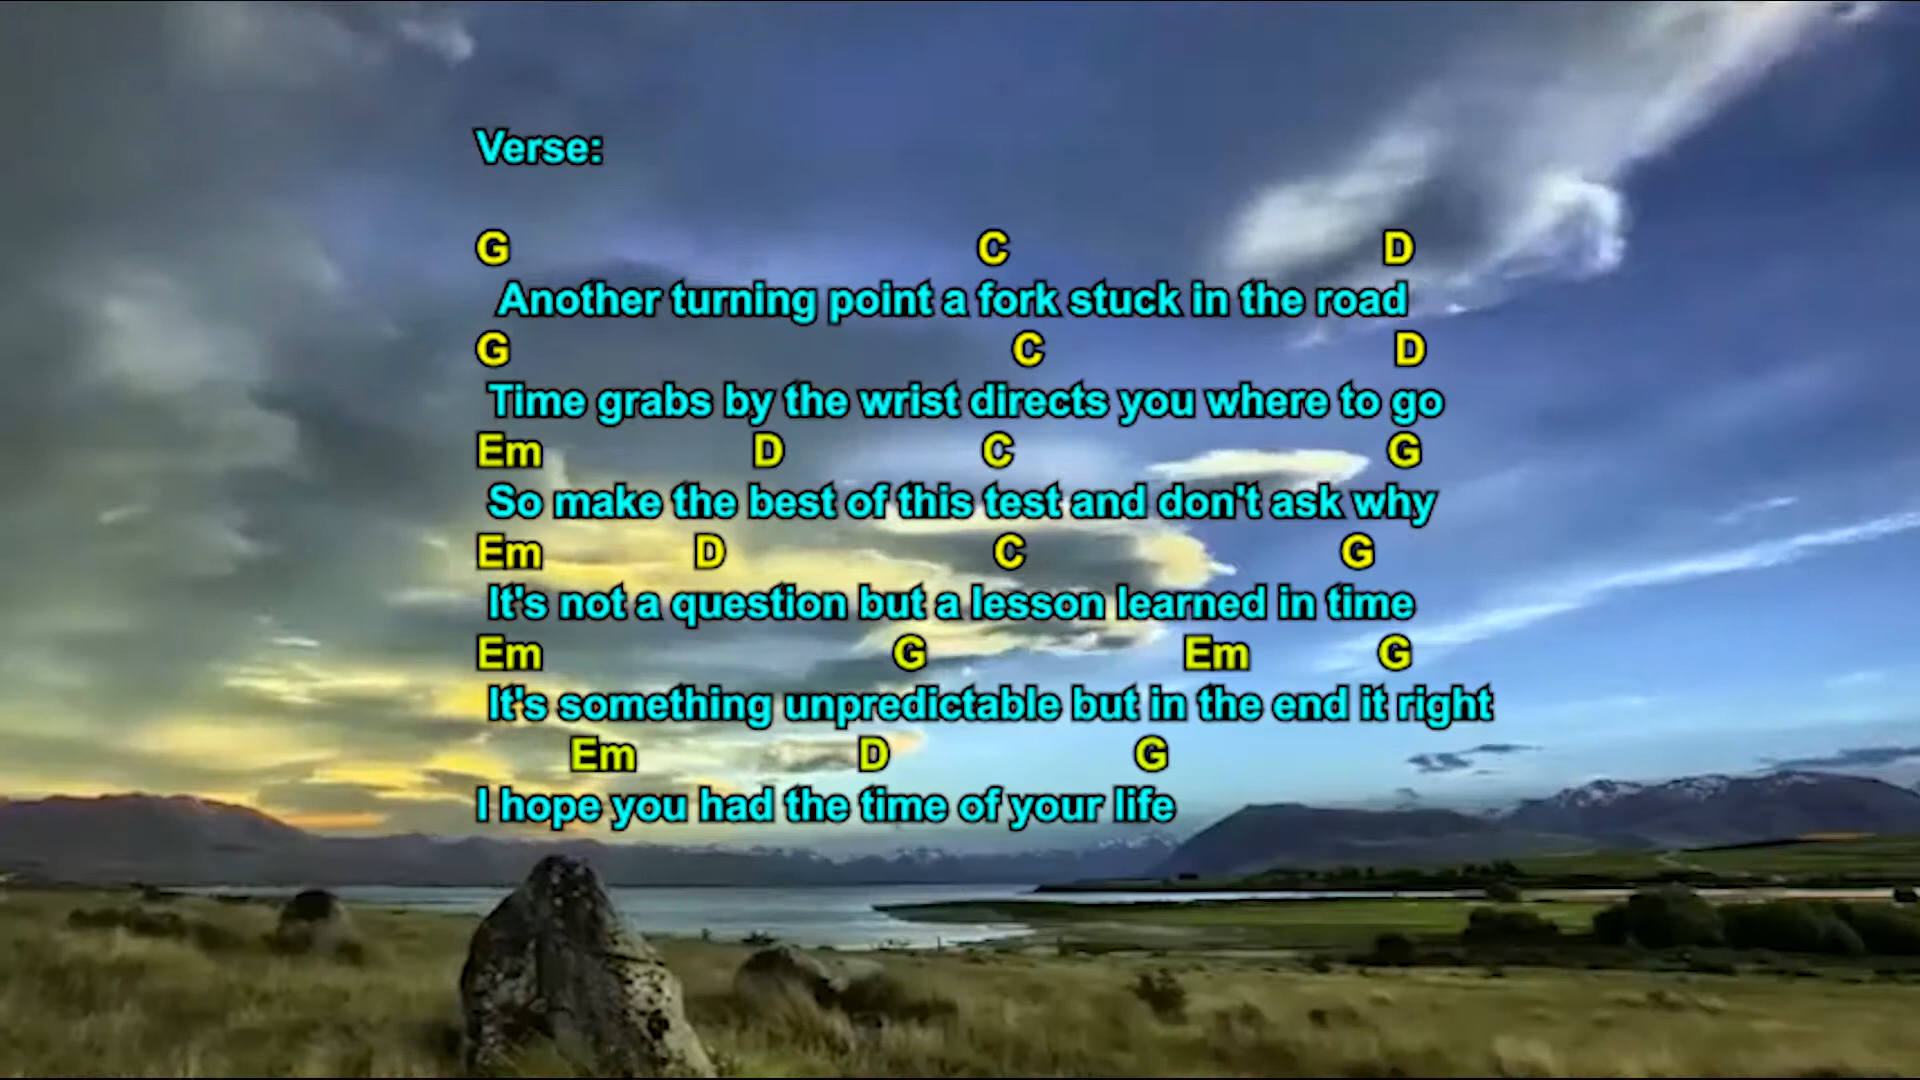 Verse:
G C D
Another turning point a fork stuck in the road
G C D
Time grabs by the wrist directs you where to go
Em D C G
So make the best of this test and don't ask why
Em D C G
It's not a question but a lesson learned in time
Em G Em G
It's something unpredictable but in the end it right
Em D G
I hope you had the time of your life